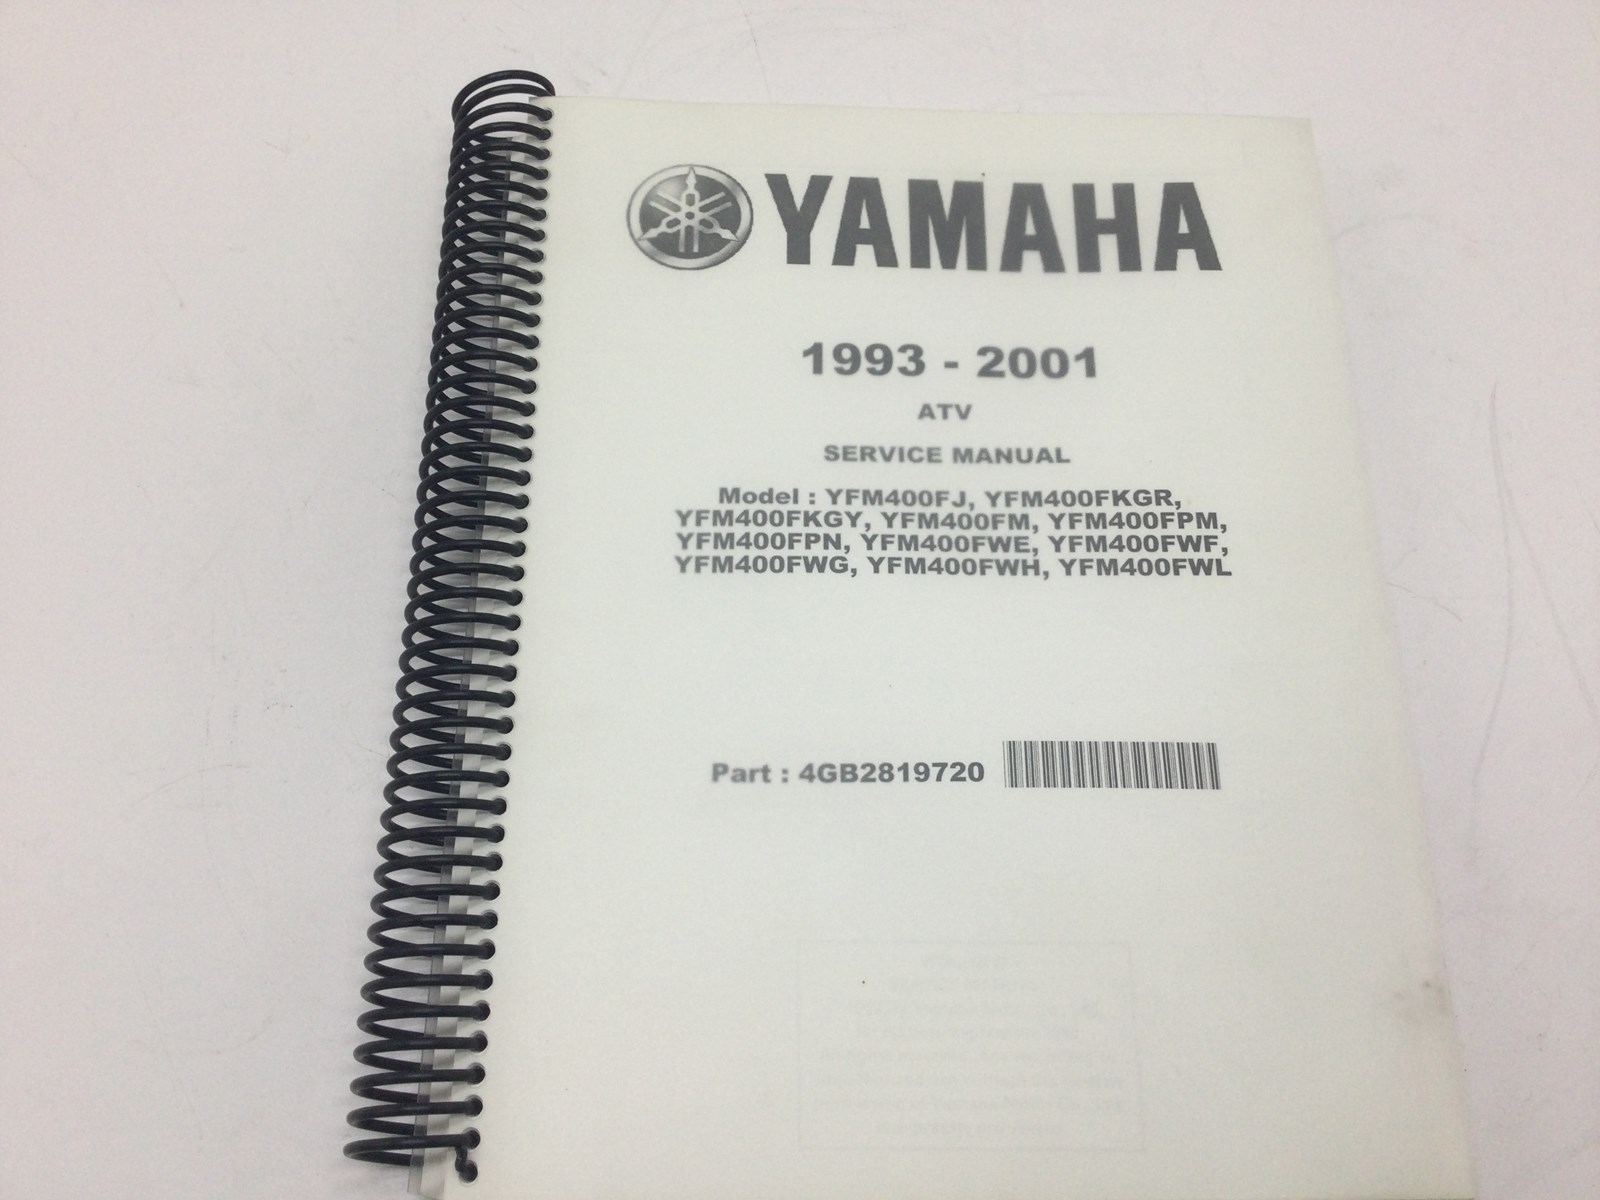 YAMAHA
1993 - 2001
ATV
SERVICE MANUAL
Model : YFM400FJ, YFM400FKGR,
YFM400FKGY, YFM400FM, YFM400FPM,
YFM400FPN, YFM400FWE, YFM400FWF,
YFM400FWG, YFM400FWH, YFM400FWL
Part : 4GB2819720